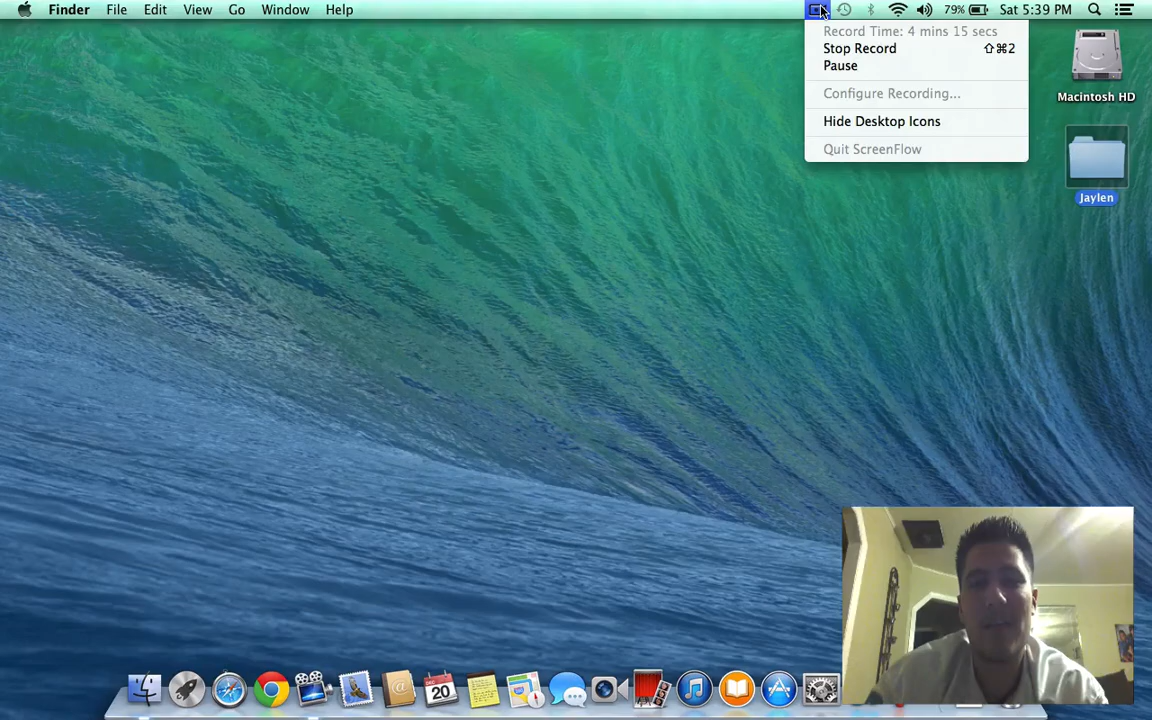 Finder File Edit View Go Window Help 79% Sat 5:39 PM
Record Time: 4 mins 15 secs
Stop Record ⇧⌘2
Pause
Configure Recording...
Hide Desktop Icons
Quit ScreenFlow
Macintosh HD
Jaylen
DEC
20